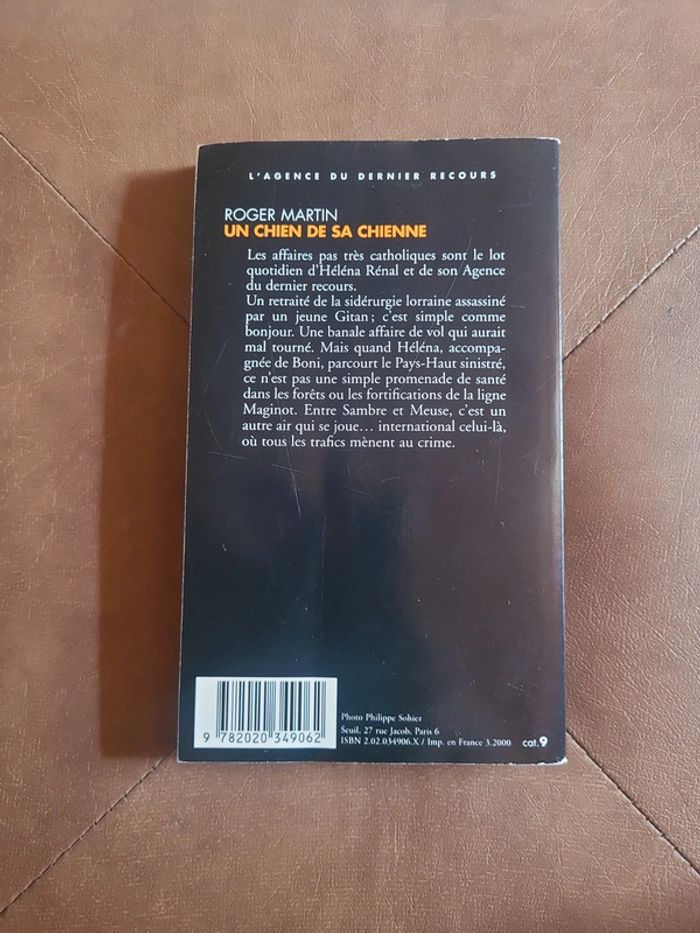 L'AGENCE DU DERNIER RECOURS
ROGER MARTIN
UN CHIEN DE SA CHIENNE
Les affaires pas très catholiques sont le lot
quotidien d'Héléna Rénal et de son Agence
du dernier recours.
Un retraité de la sidérurgie lorraine assassiné
par un jeune Gitan ; c'est simple comme
bonjour. Une banale affaire de vol qui aurait
mal tourné. Mais quand Héléna, accompa-
gnée de Boni, parcourt le Pays-Haut sinistré,
ce n'est pas une simple promenade de santé
dans les forêts ou les fortifications de la ligne
Maginot. Entre Sambre et Meuse, c'est un
autre air qui se joue… international celui-là,
où tous les trafics mènent au crime.
Photo Philippe Sohiez
Seuil, 27 rue Jacob, Paris 6
ISBN 2.02.034906.X / Imp. en France 3.2000
cat.9
9 782020 349062